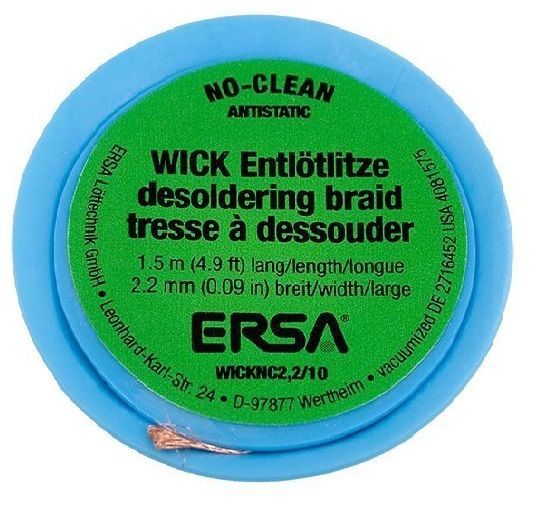 NO-CLEAN
ANTISTATIC
WICK Entlötlitze
desoldering braid
tresse à dessouder
1.5 m (4.9 ft) lang/length/longue
2.2 mm (0.09 in) breit/width/large
ERSA®
WICKNC2,2/10
ERSA Löttechnik GmbH • Leonhard-Karl-Str. 24 • D-97877 Wertheim • vacuumized DE 2716452 USA 4081575